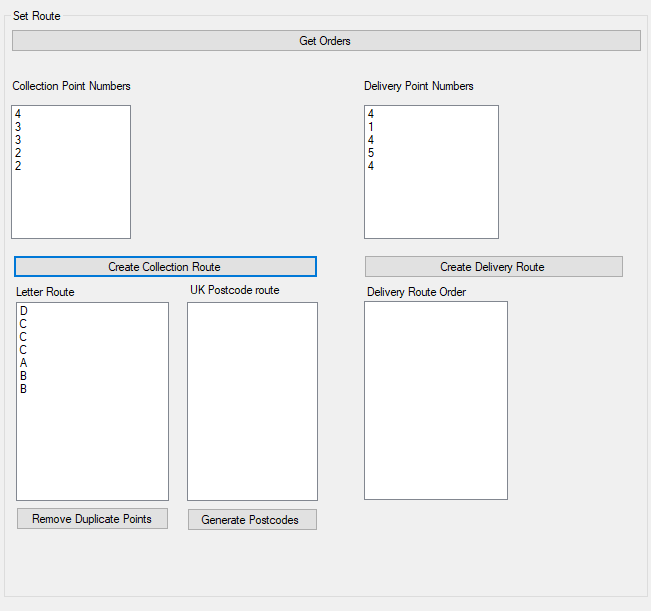 Set Route
Get Orders
Collection Point Numbers
4
3
3
2
2
Delivery Point Numbers
4
1
4
5
4
Create Collection Route
Create Delivery Route
Letter Route
D
C
C
C
A
B
B
UK Postcode route
Delivery Route Order
Remove Duplicate Points
Generate Postcodes